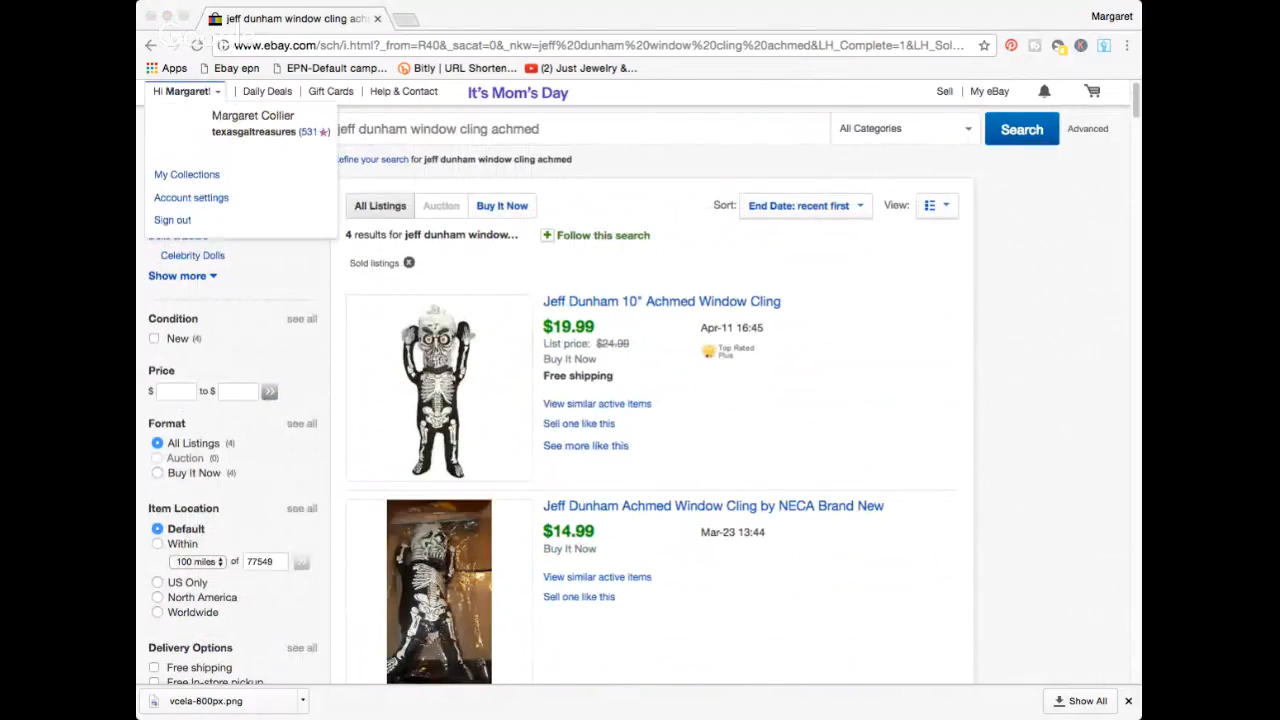 jeff dunham window cling ach
Margaret
www.ebay.com/sch/i.html?_from=R40&_sacat=0&_nkw=jeff%20dunham%20window%20cling%20achmed&LH_Complete=1&LH_Sol...
Apps Ebay epn EPN-Default camp... Bitly | URL Shorten... (2) Just Jewelry &...
Hi Margaret! Daily Deals Gift Cards Help & Contact It's Mom's Day Sell My eBay
Margaret Collier
texasgaltreasures (531)
My Collections
Account settings
Sign out
jeff dunham window cling achmed All Categories Search Advanced
efine your search for jeff dunham window cling achmed
All Listings Auction Buy It Now Sort: End Date: recent first View:
4 results for jeff dunham window... Follow this search
Sold listings
Celebrity Dolls
Show more
Condition see all
New (4)
Price
$ to $
Format see all
All Listings (4)
Auction (0)
Buy It Now (4)
Item Location see all
Default
Within
100 miles of 77549
US Only
North America
Worldwide
Delivery Options see all
Free shipping
Free In-store pickup
Jeff Dunham 10" Achmed Window Cling
$19.99 Apr-11 16:45
List price: $24.99
Top Rated
Plus
Buy It Now
Free shipping
View similar active items
Sell one like this
See more like this
Jeff Dunham Achmed Window Cling by NECA Brand New
$14.99 Mar-23 13:44
Buy It Now
View similar active items
Sell one like this
vcela-800px.png Show All